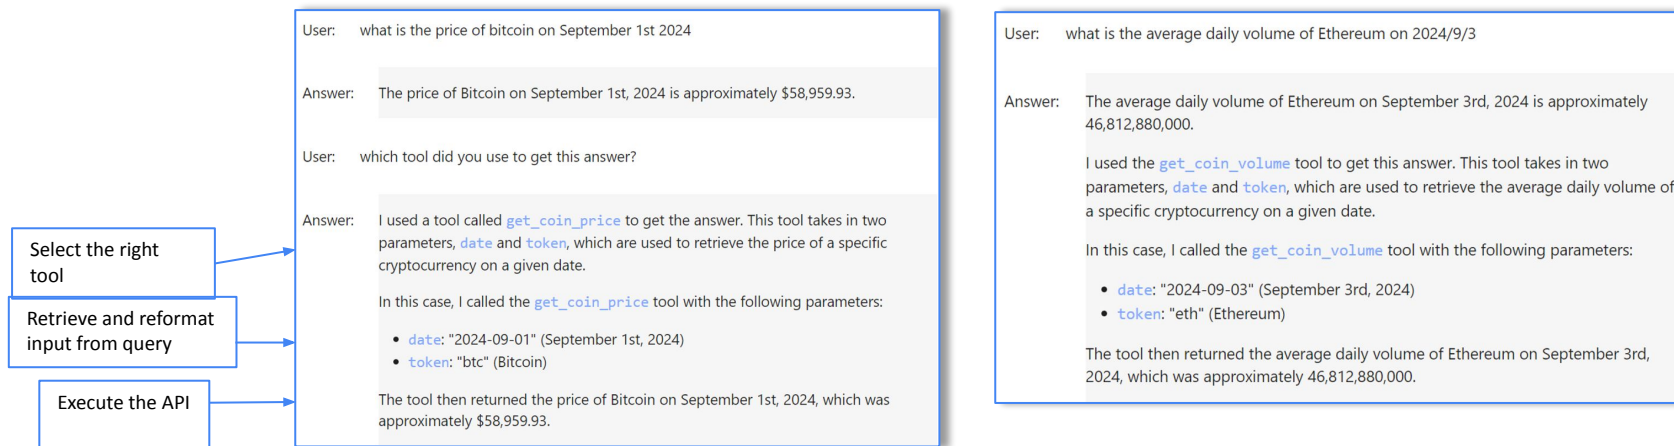 User: what is the price of bitcoin on September 1st 2024
Answer: The price of Bitcoin on September 1st, 2024 is approximately $58,959.93.
User: which tool did you use to get this answer?
Answer: I used a tool called get_coin_price to get the answer. This tool takes in two
parameters, date and token, which are used to retrieve the price of a specific
cryptocurrency on a given date.
In this case, I called the get_coin_price tool with the following parameters:
• date: "2024-09-01" (September 1st, 2024)
• token: "btc" (Bitcoin)
The tool then returned the price of Bitcoin on September 1st, 2024, which was
approximately $58,959.93.
Select the right
tool
Retrieve and reformat
input from query
Execute the API
User: what is the average daily volume of Ethereum on 2024/9/3
Answer: The average daily volume of Ethereum on September 3rd, 2024 is approximately
46,812,880,000.
I used the get_coin_volume tool to get this answer. This tool takes in two
parameters, date and token, which are used to retrieve the average daily volume of
a specific cryptocurrency on a given date.
In this case, I called the get_coin_volume tool with the following parameters:
• date: "2024-09-03" (September 3rd, 2024)
• token: "eth" (Ethereum)
The tool then returned the average daily volume of Ethereum on September 3rd,
2024, which was approximately 46,812,880,000.